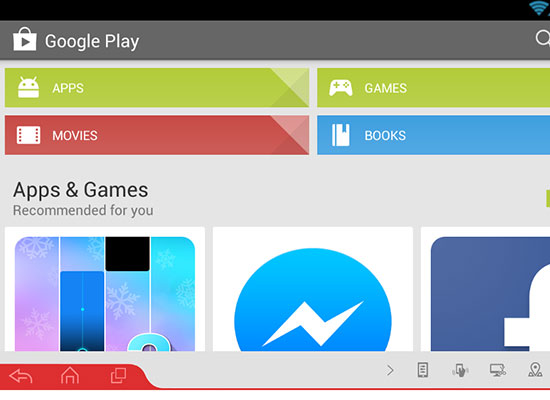 Google Play
APPS
GAMES
MOVIES
BOOKS
Apps & Games
Recommended for you